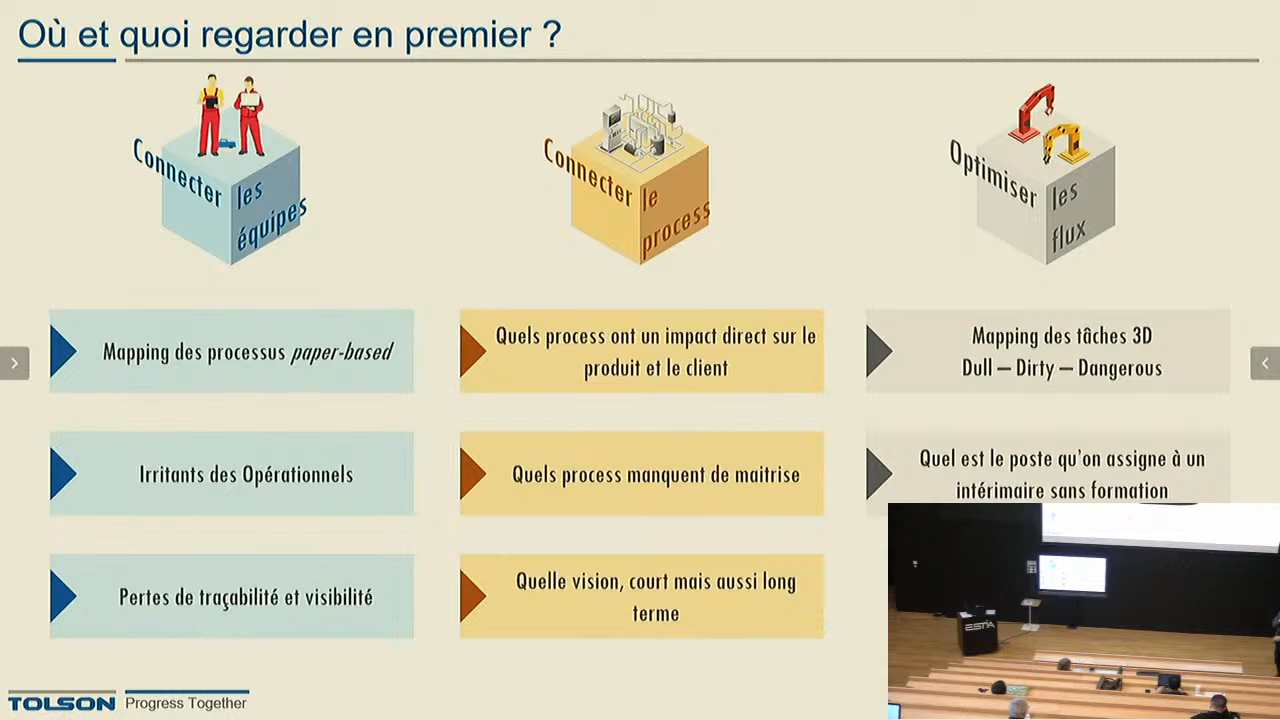 Où et quoi regarder en premier ?
Connecter les
équipes
Connecter le
process
Optimiser les
flux
Mapping des processus paper-based
Irritants des Opérationnels
Pertes de traçabilité et visibilité
Quels process ont un impact direct sur le
produit et le client
Quels process manquent de maitrise
Quelle vision, court mais aussi long
terme
Mapping des tâches 3D
Dull – Dirty – Dangerous
Quel est le poste qu'on assigne à un
intérimaire sans formation
ESTIA
TOLSON Progress Together